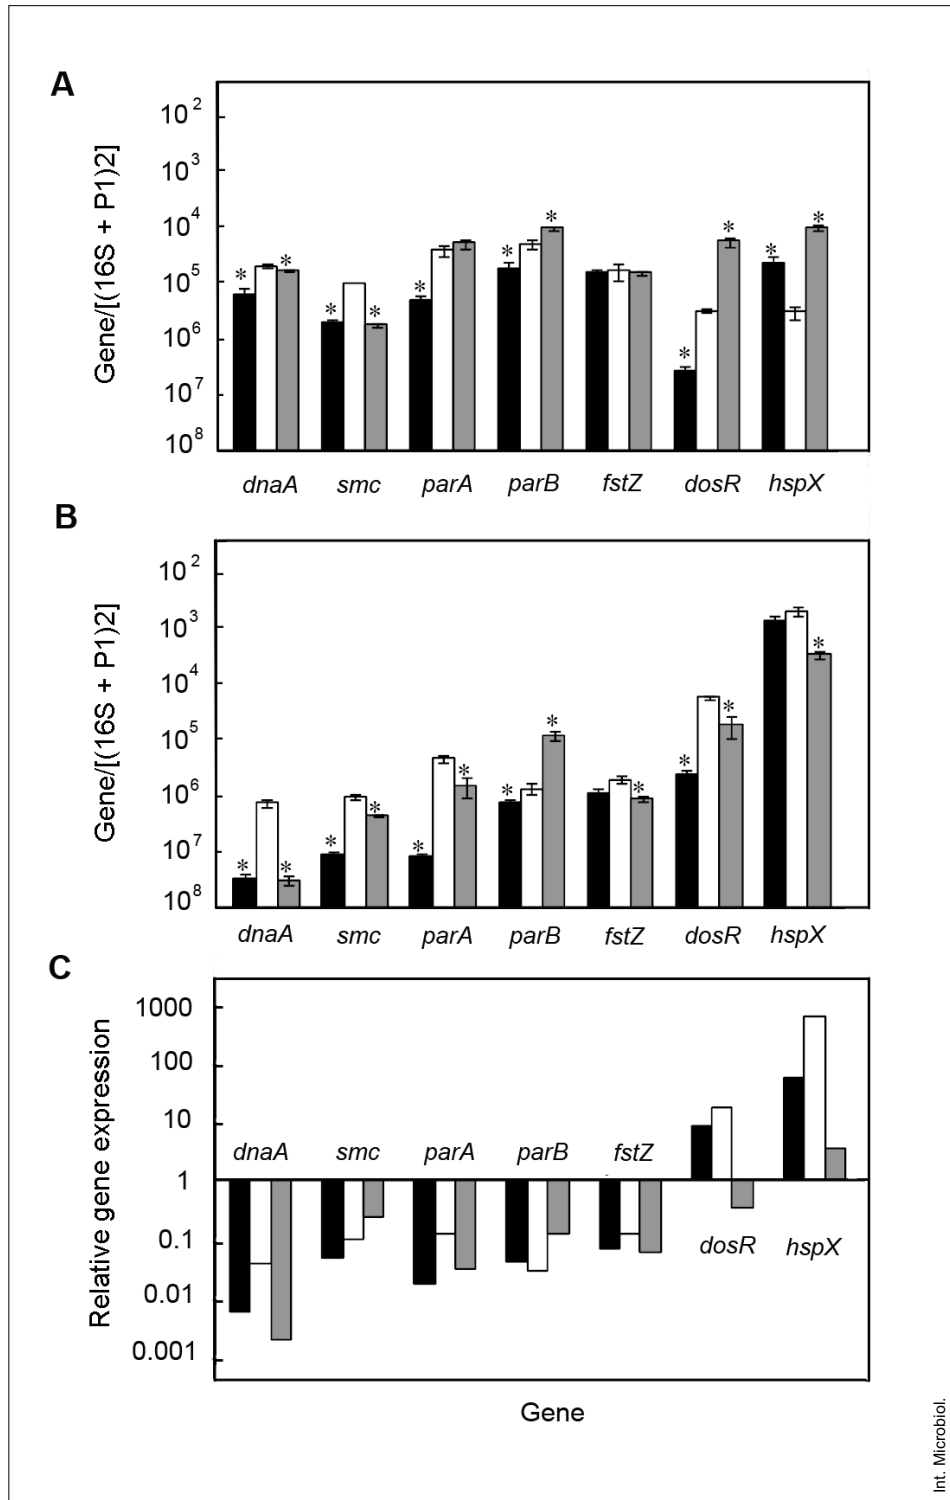 A
Gene/[(16S + P1)2]
10^2
10^3
10^4
10^5
10^6
10^7
10^8
* * * * * * * * * * * *
dnaA smc parA parB fstZ dosR hspX
B
Gene/[(16S + P1)2]
10^2
10^3
10^4
10^5
10^6
10^7
10^8
* * * * * * * * * * * *
dnaA smc parA parB fstZ dosR hspX
C
Relative gene expression
1000
100
10
dnaA smc parA parB fstZ
1
0.1
dosR hspX
0.01
0.001
Gene
Int. Microbiol.